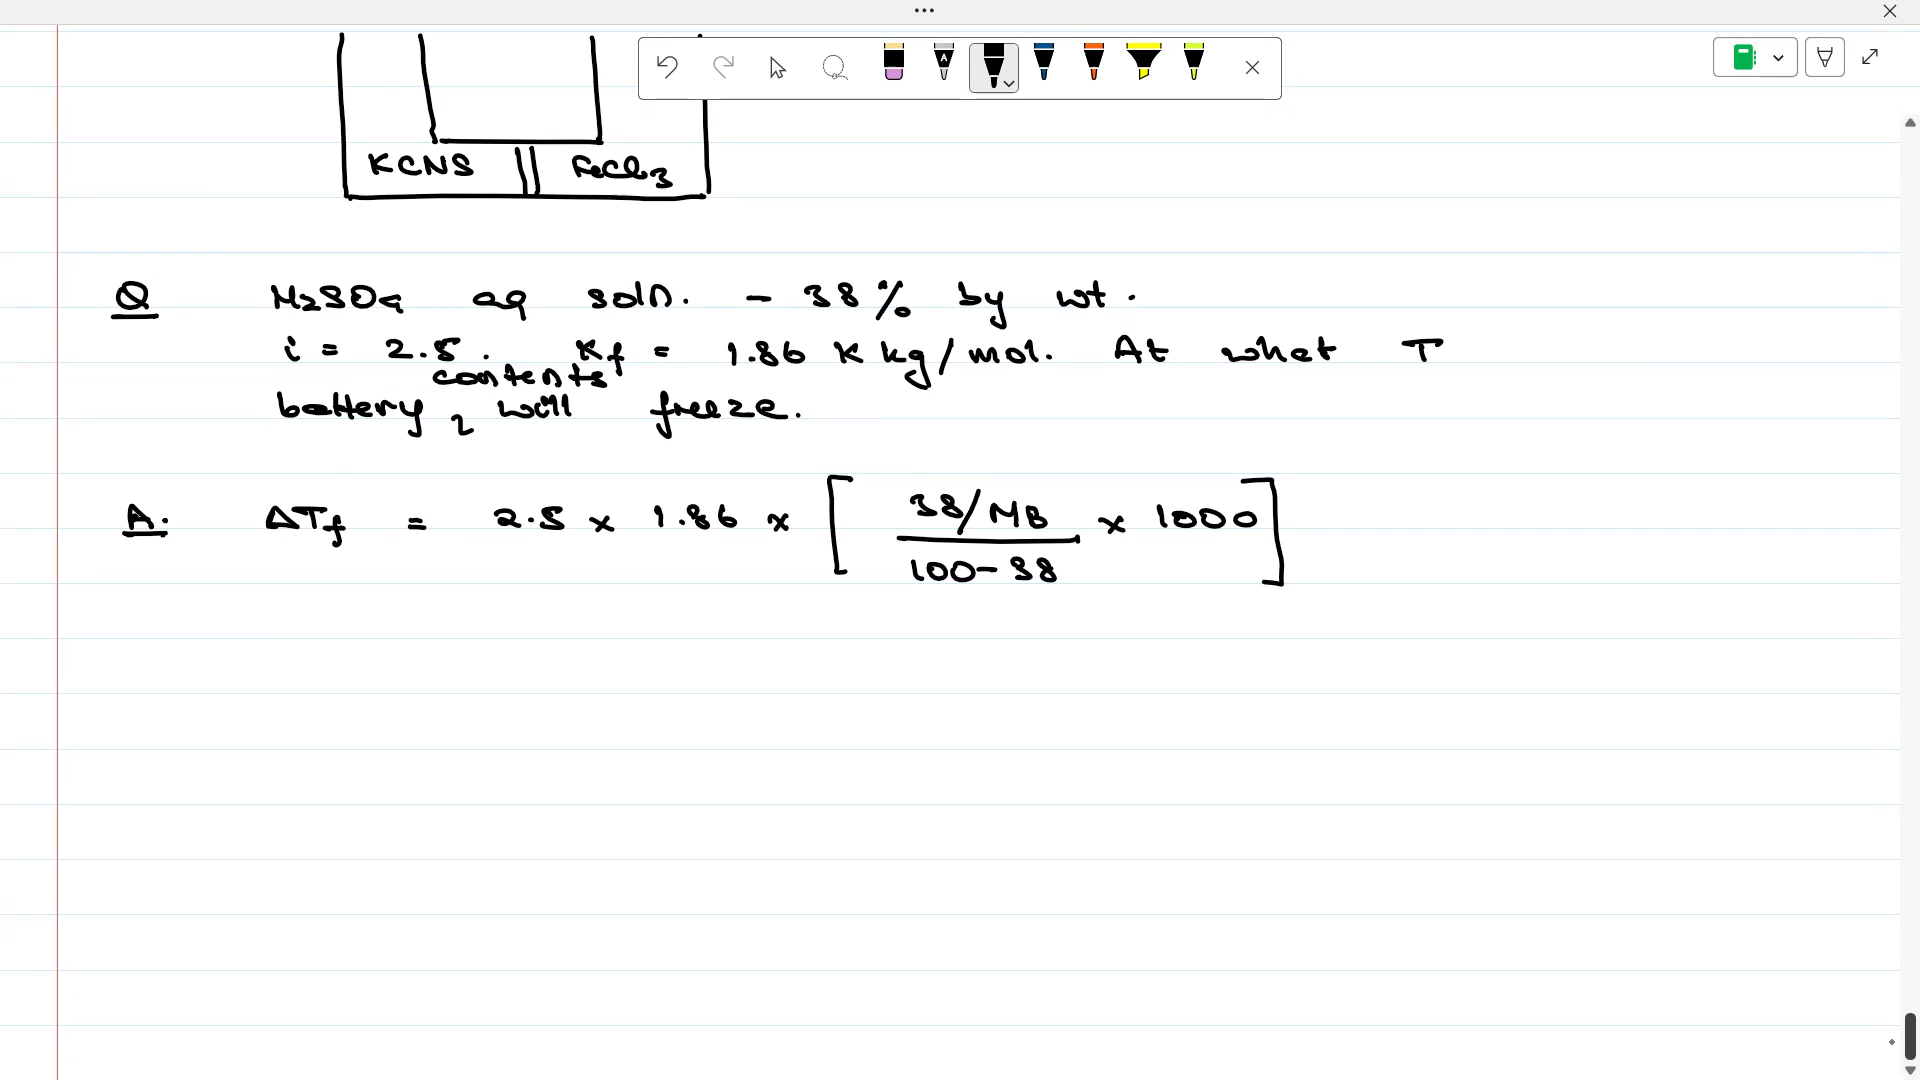 A
KCNS || FeCl3
Q H2SO4 aq soln. - 38% by wt.
i = 2.5. Kf = 1.86 K kg/mol. At what T
battery contents will freeze.
A. ΔTf = 2.5 x 1.86 x [ 38/MB / 100-38 x 1000 ]